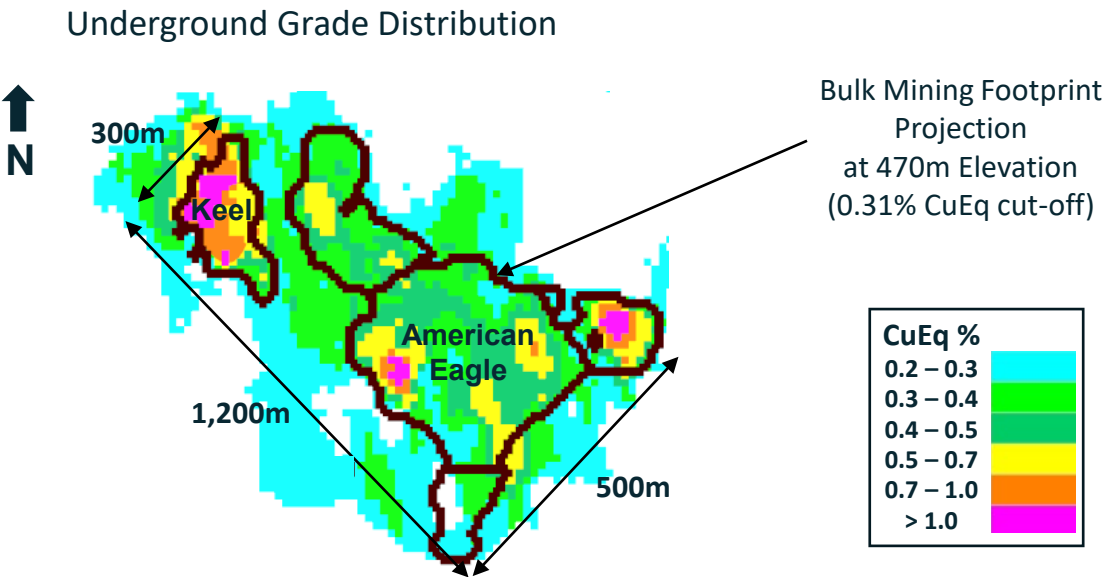 Underground Grade Distribution
N
300m
Keel
American
Eagle
1,200m
500m
Bulk Mining Footprint
Projection
at 470m Elevation
(0.31% CuEq cut-off)
CuEq %
0.2 – 0.3
0.3 – 0.4
0.4 – 0.5
0.5 – 0.7
0.7 – 1.0
> 1.0